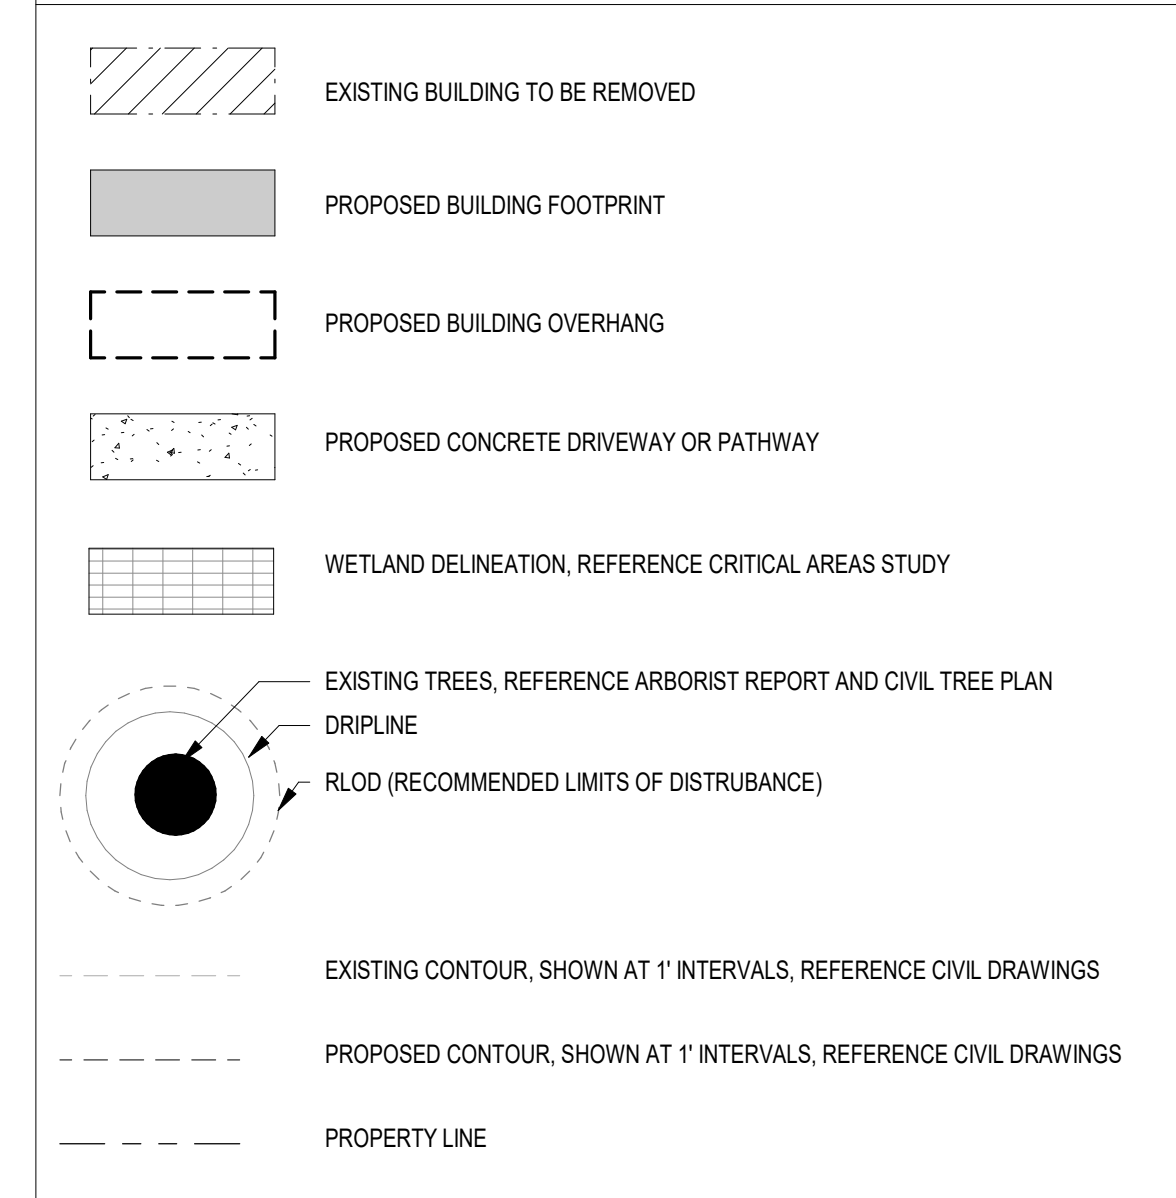 EXISTING BUILDING TO BE REMOVED
PROPOSED BUILDING FOOTPRINT
PROPOSED BUILDING OVERHANG
PROPOSED CONCRETE DRIVEWAY OR PATHWAY
WETLAND DELINEATION, REFERENCE CRITICAL AREAS STUDY
EXISTING TREES, REFERENCE ARBORIST REPORT AND CIVIL TREE PLAN
DRIPLINE
RLOD (RECOMMENDED LIMITS OF DISTRUBANCE)
EXISTING CONTOUR, SHOWN AT 1' INTERVALS, REFERENCE CIVIL DRAWINGS
PROPOSED CONTOUR, SHOWN AT 1' INTERVALS, REFERENCE CIVIL DRAWINGS
PROPERTY LINE